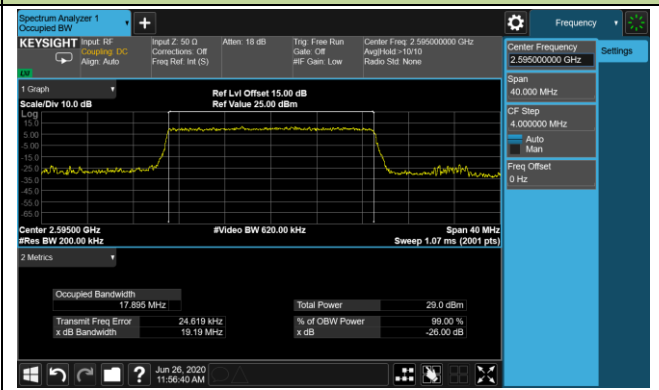 Spectrum Analyzer 1
Occupied BW
Frequency
KEYSIGHT
Input: RF
Coupling: DC
Align: Auto
Input Z: 50 Ω
Corrections: Off
Freq Ref: Int (S)
Atten: 18 dB
Trig: Free Run
Gate: Off
#IF Gain: Low
Center Freq: 2.595000000 GHz
Avg|Hold:>10/10
Radio Std: None
LXI
Center Frequency
2.595000000 GHz
Settings
Span
40.000 MHz
CF Step
4.000000 MHz
Auto
Man
Freq Offset
0 Hz
1 Graph
Scale/Div 10.0 dB
Ref Lvl Offset 15.00 dB
Ref Value 25.00 dBm
Log
15.0
5.00
-5.00
-15.0
-25.0
-35.0
-45.0
-55.0
-65.0
Center 2.59500 GHz
#Video BW 620.00 kHz
Span 40 MHz
#Res BW 200.00 kHz
Sweep 1.07 ms (2001 pts)
2 Metrics
Occupied Bandwidth
17.895 MHz
Total Power 29.0 dBm
Transmit Freq Error 24.619 kHz
% of OBW Power 99.00 %
x dB Bandwidth 19.19 MHz
x dB -26.00 dB
Jun 26, 2020
11:56:40 AM